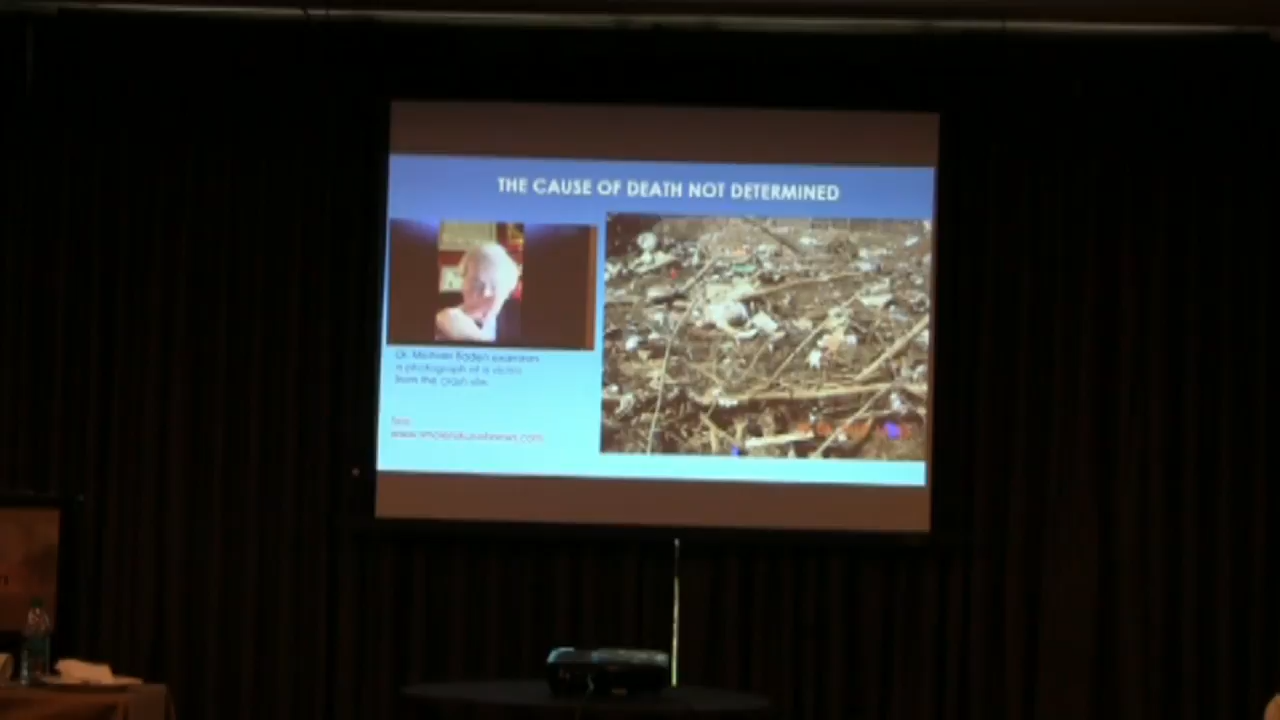 THE CAUSE OF DEATH NOT DETERMINED
Dr. Michael Baden examines
a photograph of a victim
from the crash site.